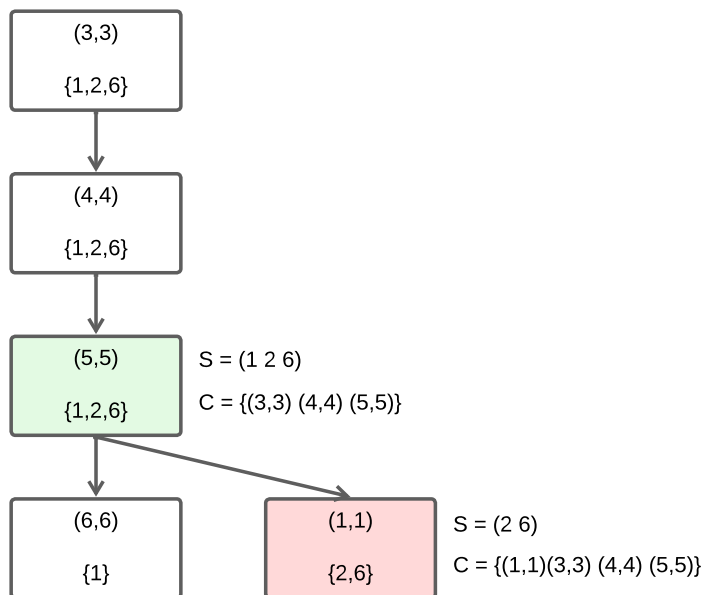 (3,3)
{1,2,6}
(4,4)
{1,2,6}
(5,5)
{1,2,6}
S = (1 2 6)
C = {(3,3) (4,4) (5,5)}
(6,6)
{1}
(1,1)
{2,6}
S = (2 6)
C = {(1,1)(3,3) (4,4) (5,5)}